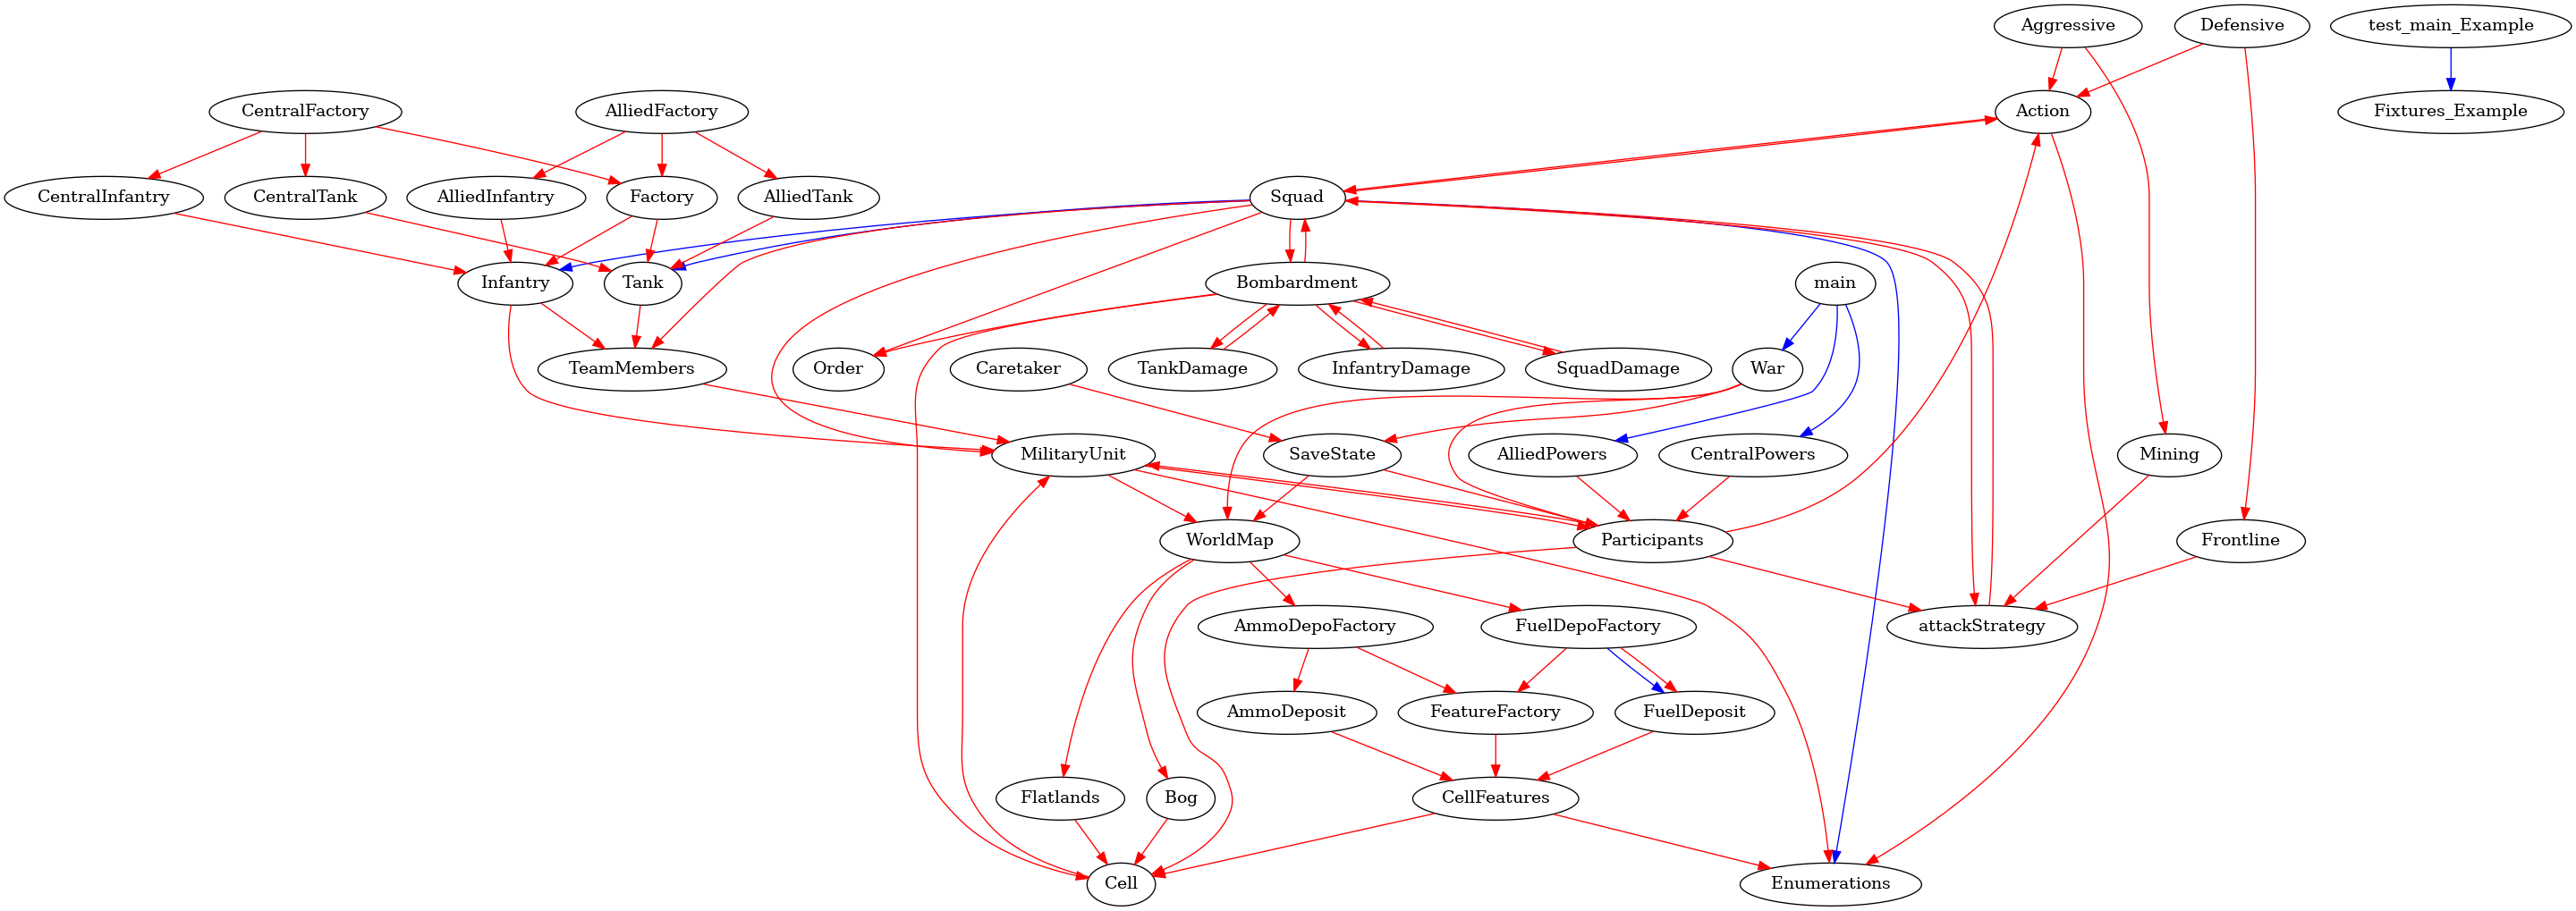 Aggressive
Defensive
test_main_Example
CentralFactory
AlliedFactory
Action
Fixtures_Example
CentralInfantry
CentralTank
AlliedInfantry
Factory
AlliedTank
Squad
Infantry
Tank
Bombardment
main
TeamMembers
Order
Caretaker
TankDamage
InfantryDamage
SquadDamage
War
MilitaryUnit
SaveState
AlliedPowers
CentralPowers
Mining
WorldMap
Participants
Frontline
AmmoDepoFactory
FuelDepoFactory
attackStrategy
AmmoDeposit
FeatureFactory
FuelDeposit
Flatlands
Bog
CellFeatures
Cell
Enumerations